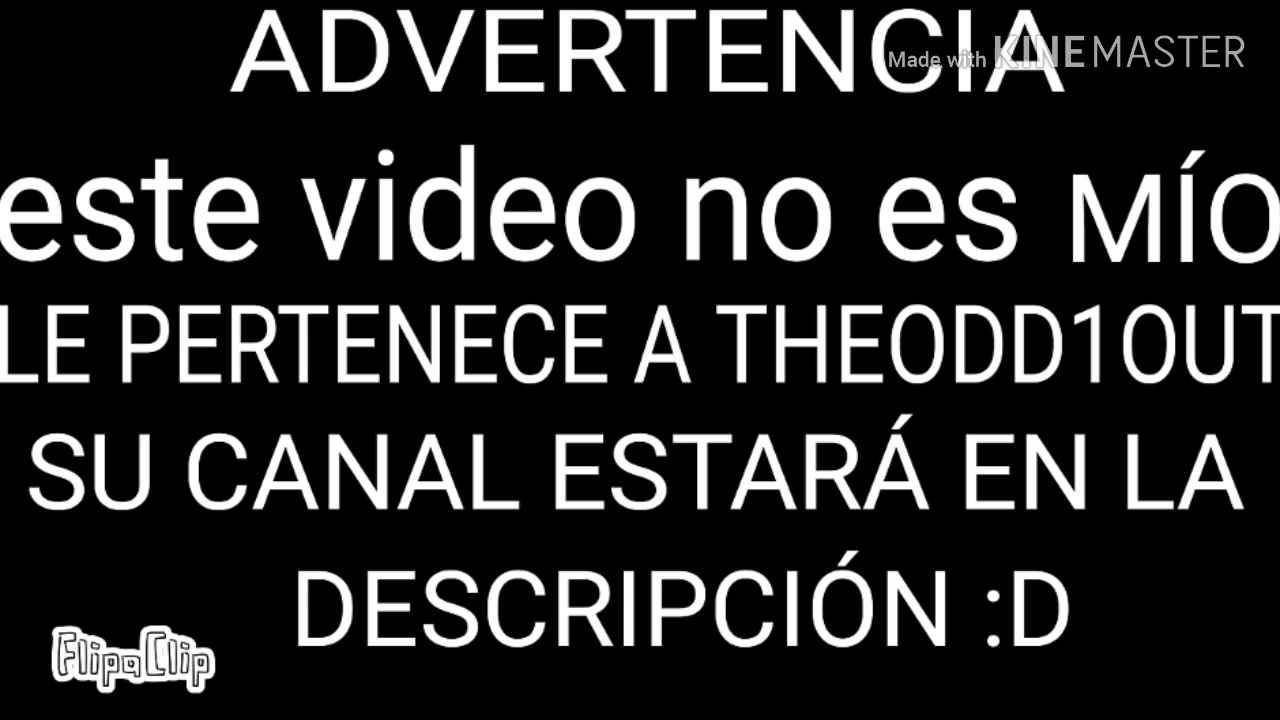 ADVERTENCIA
Made with KINEMASTER
este video no es MÍO
LE PERTENECE A THEODD1OUT
SU CANAL ESTARÁ EN LA
DESCRIPCIÓN :D
FlipaClip